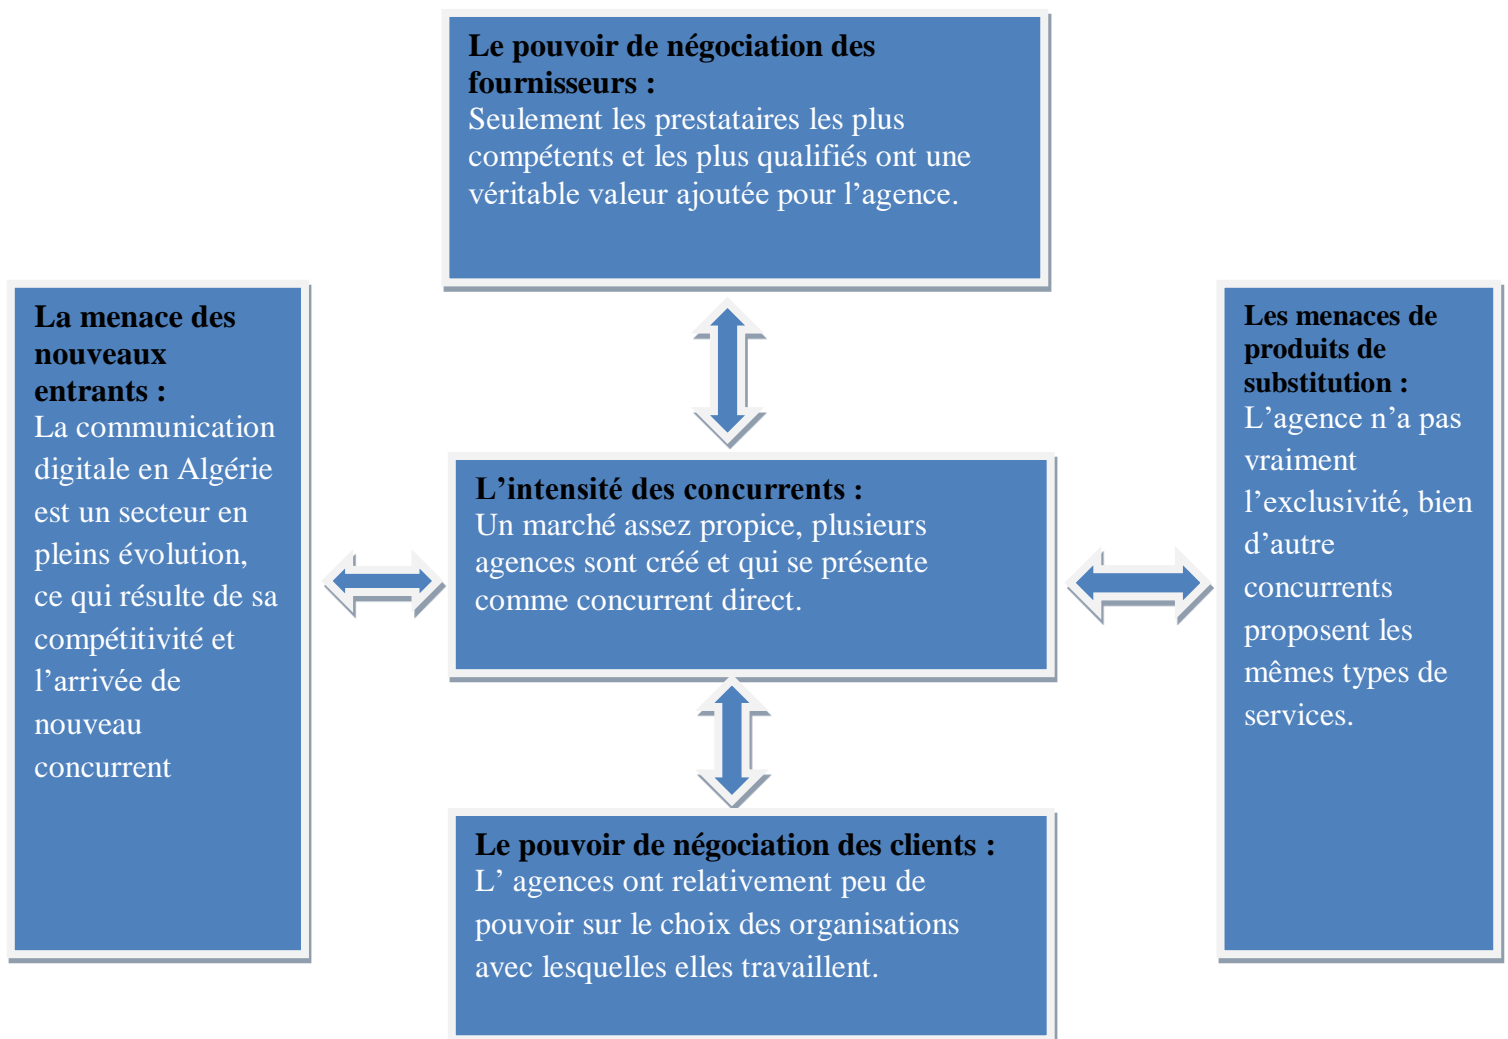 Le pouvoir de négociation des
fournisseurs :
Seulement les prestataires les plus
compétents et les plus qualifiés ont une
véritable valeur ajoutée pour l’agence.
La menace des
nouveaux
entrants :
La communication
digitale en Algérie
est un secteur en
pleins évolution,
ce qui résulte de sa
compétitivité et
l’arrivée de
nouveau
concurrent
L’intensité des concurrents :
Un marché assez propice, plusieurs
agences sont créé et qui se présente
comme concurrent direct.
Les menaces de
produits de
substitution :
L’agence n’a pas
vraiment
l’exclusivité, bien
d’autre
concurrents
proposent les
mêmes types de
services.
Le pouvoir de négociation des clients :
L’ agences ont relativement peu de
pouvoir sur le choix des organisations
avec lesquelles elles travaillent.